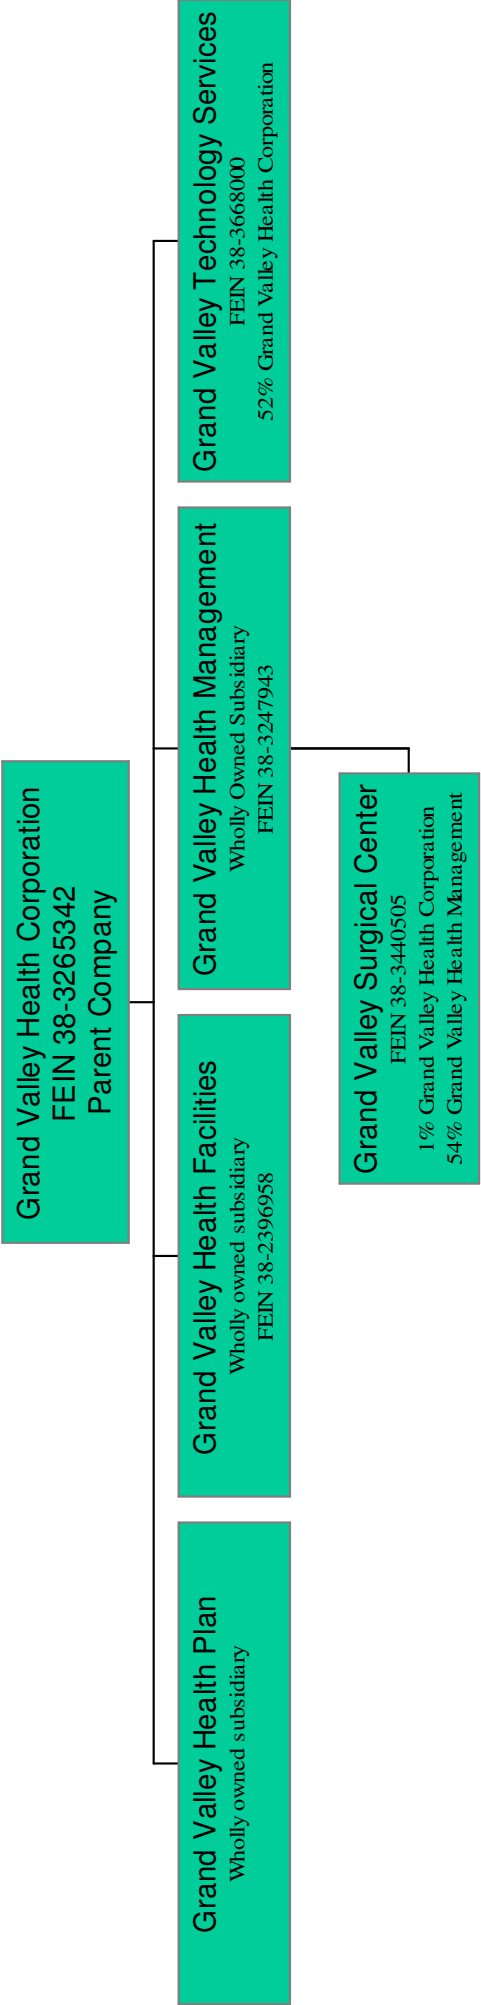 Grand Valley Health Corporation
FEIN 38-3265342
Parent Company
Grand Valley Health Plan
Wholly owned subsidiary
Grand Valley Health Facilities
Wholly owned subsidiary
FEIN 38-2396958
Grand Valley Health Management
Wholly Owned Subsidiary
FEIN 38-3247943
Grand Valley Technology Services
FEIN 38-3668000
52% Grand Valley Health Corporation
Grand Valley Surgical Center
FEIN 38-3440505
1% Grand Valley Health Corporation
54% Grand Valley Health Management